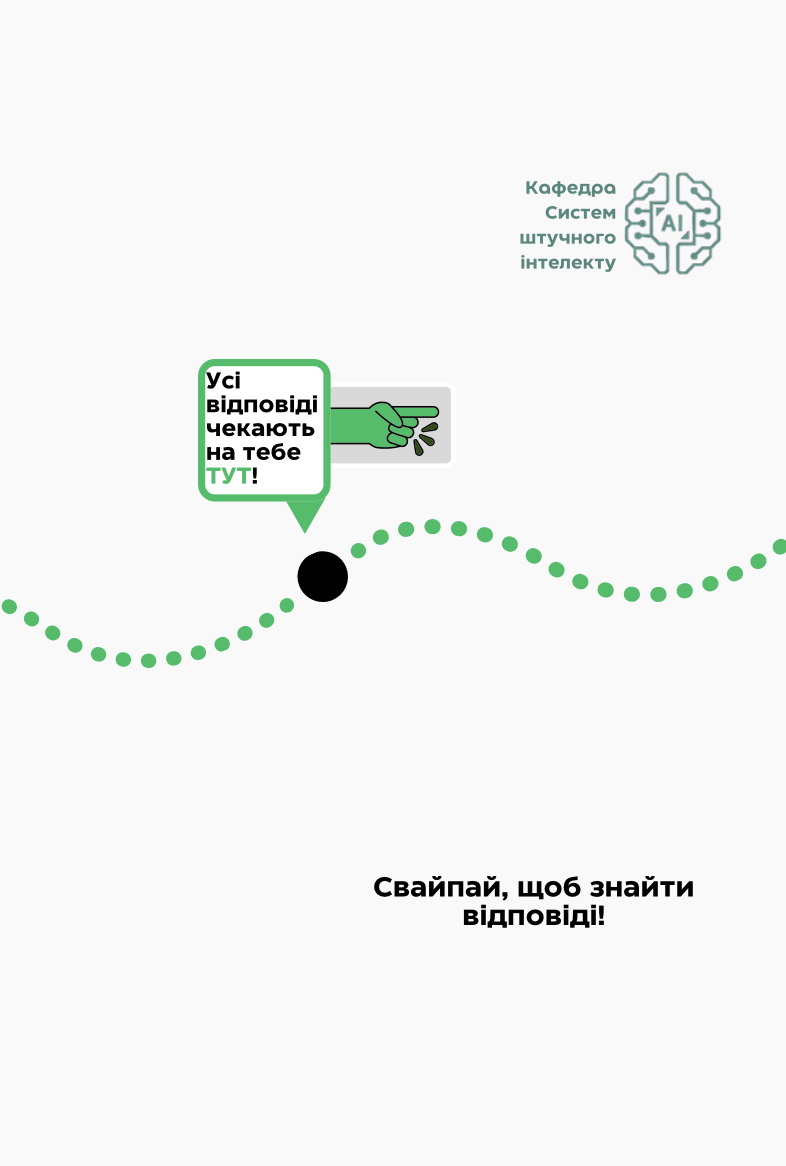 Кафедра
Систем
штучного
інтелекту
AI
Усі
відповіді
чекають
на тебе
ТУТ!
Свайпай, щоб знайти
відповіді!